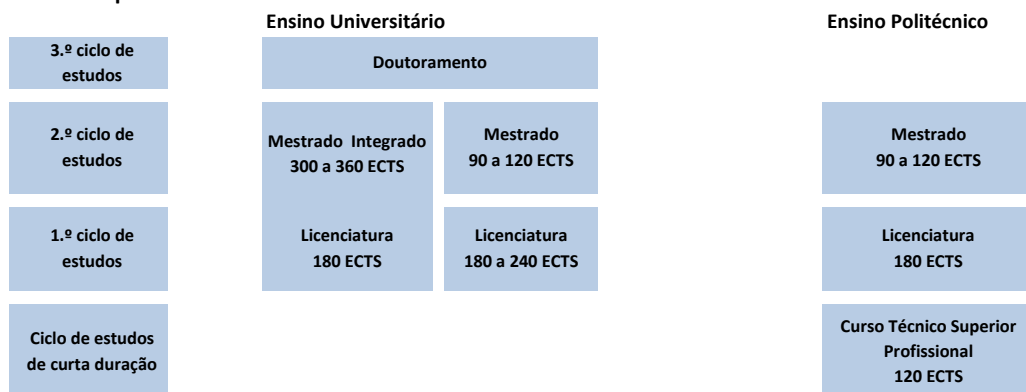 Ensino Universitário
Ensino Politécnico
3.º ciclo de
estudos
Doutoramento
2.º ciclo de
estudos
Mestrado Integrado
300 a 360 ECTS
Mestrado
90 a 120 ECTS
Mestrado
90 a 120 ECTS
1.º ciclo de
estudos
Licenciatura
180 ECTS
Licenciatura
180 a 240 ECTS
Licenciatura
180 ECTS
Ciclo de estudos
de curta duração
Curso Técnico Superior
Profissional
120 ECTS